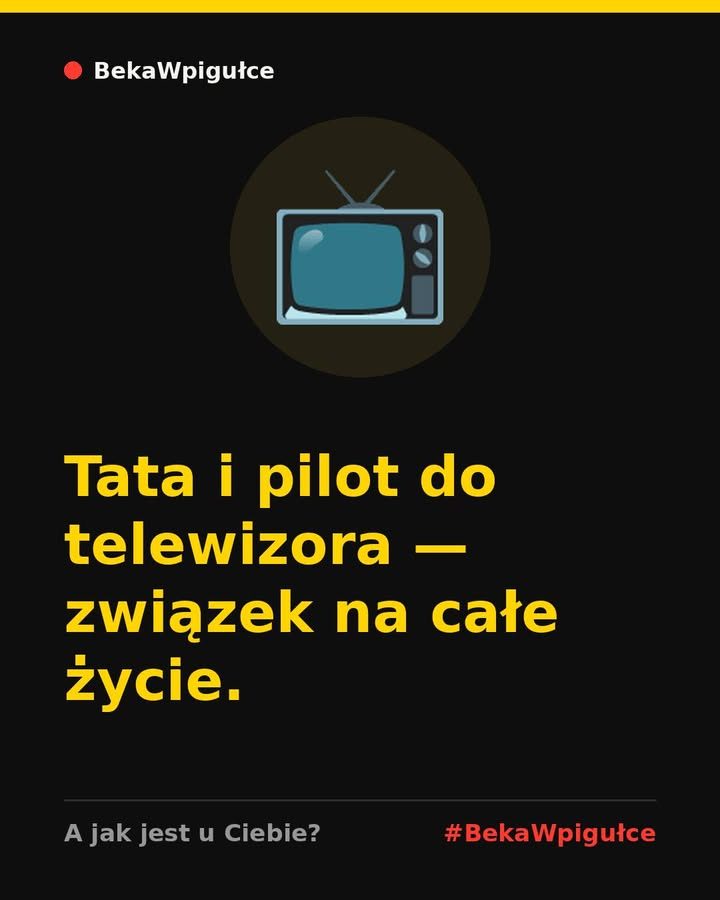 BekaWpigułce
Tata i pilot do
telewizora —
związek na całe
życie.
A jak jest u Ciebie?
#BekaWpigułce